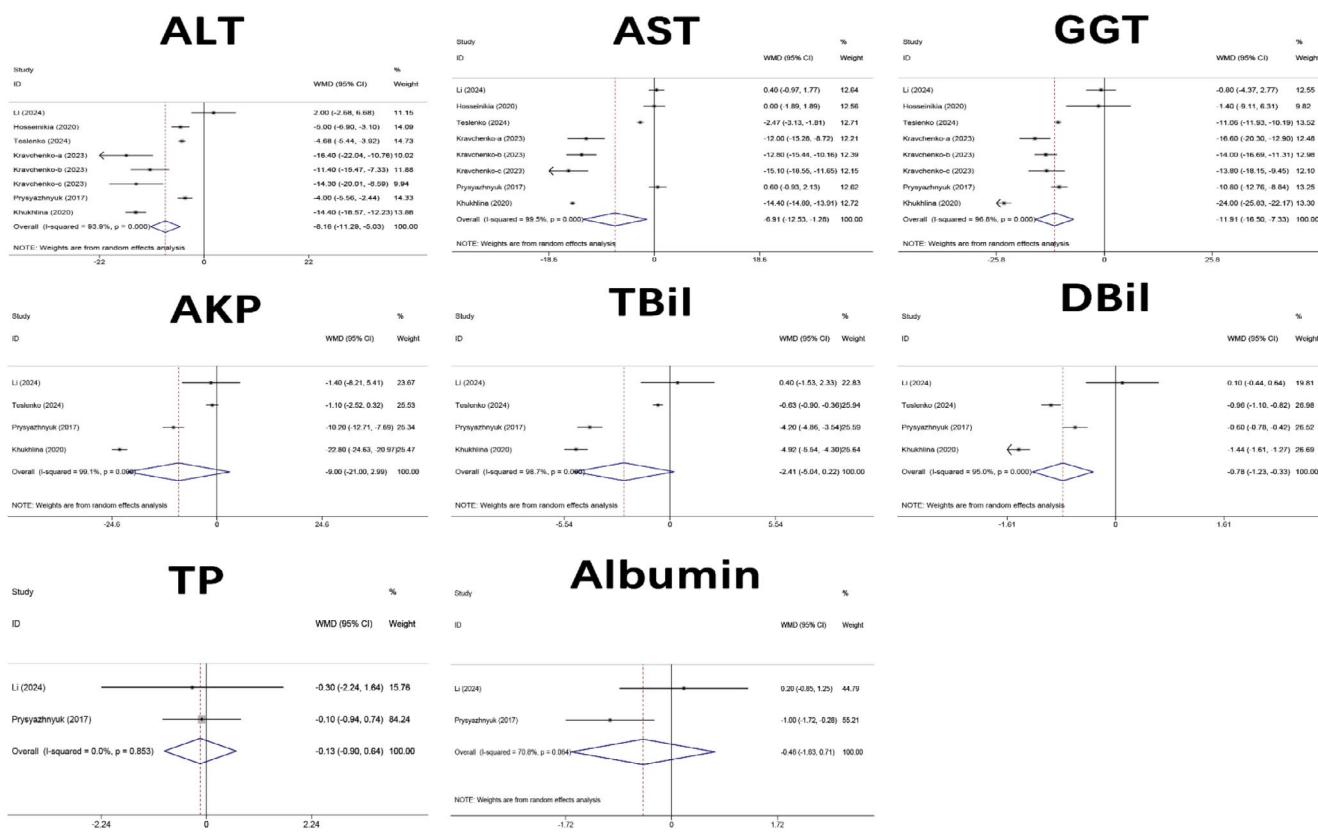 ALT
Study %
ID WMD (95% CI) Weight
Li (2024) 2.00 (-2.68, 6.68) 11.15
Hosseinikia (2020) -5.00 (-6.90, -3.10) 14.09
Teslenko (2024) -4.68 (-5.44, -3.92) 14.73
Kravchenko-a (2023) -16.40 (-22.04, -10.76) 10.02
Kravchenko-b (2023) -11.40 (-15.47, -7.33) 11.88
Kravchenko-c (2023) -14.30 (-20.01, -8.59) 9.94
Prysyazhnyuk (2017) -4.00 (-5.56, -2.44) 14.33
Khukhlina (2020) -14.40 (-16.57, -12.23) 13.86
Overall (I-squared = 93.9%, p = 0.000) -8.16 (-11.28, -5.03) 100.00
NOTE: Weights are from random effects analysis
-22 0 22
AST
Study %
ID WMD (95% CI) Weight
Li (2024) 0.40 (-0.97, 1.77) 12.64
Hosseinikia (2020) 0.00 (-1.89, 1.89) 12.56
Teslenko (2024) -2.47 (-3.13, -1.81) 12.71
Kravchenko-a (2023) -12.00 (-15.28, -8.72) 12.21
Kravchenko-b (2023) -12.80 (-15.44, -10.16) 12.39
Kravchenko-c (2023) -15.10 (-18.55, -11.65) 12.15
Prysyazhnyuk (2017) 0.60 (-0.93, 2.13) 12.62
Khukhlina (2020) -14.40 (-14.89, -13.91) 12.72
Overall (I-squared = 99.5%, p = 0.000) -6.91 (-12.53, -1.28) 100.00
NOTE: Weights are from random effects analysis
-18.6 0 18.6
GGT
Study %
ID WMD (95% CI) Weight
Li (2024) -0.80 (-4.37, 2.77) 12.55
Hosseinikia (2020) -1.40 (-9.11, 6.31) 9.82
Teslenko (2024) -11.06 (-11.93, -10.19) 13.52
Kravchenko-a (2023) -16.60 (-20.30, -12.90) 12.48
Kravchenko-b (2023) -14.00 (-16.69, -11.31) 12.98
Kravchenko-c (2023) -13.80 (-18.15, -9.45) 12.10
Prysyazhnyuk (2017) -10.80 (-12.76, -8.84) 13.25
Khukhlina (2020) -24.00 (-25.83, -22.17) 13.30
Overall (I-squared = 96.8%, p = 0.000) -11.91 (-16.50, -7.33) 100.00
NOTE: Weights are from random effects analysis
-25.8 0 25.8
AKP
Study %
ID WMD (95% CI) Weight
Li (2024) -1.40 (-8.21, 5.41) 23.67
Teslenko (2024) -1.10 (-2.52, 0.32) 25.53
Prysyazhnyuk (2017) -10.20 (-12.71, -7.69) 25.34
Khukhlina (2020) -22.80 (-24.63, -20.97) 25.47
Overall (I-squared = 99.1%, p = 0.000) -9.00 (-21.00, 2.99) 100.00
NOTE: Weights are from random effects analysis
-24.6 0 24.6
TBil
Study %
ID WMD (95% CI) Weight
Li (2024) 0.40 (-1.53, 2.33) 22.83
Teslenko (2024) -0.63 (-0.90, -0.36) 25.94
Prysyazhnyuk (2017) -4.20 (-4.86, -3.54) 25.59
Khukhlina (2020) -4.92 (-5.54, -4.30) 25.64
Overall (I-squared = 98.7%, p = 0.000) -2.41 (-5.04, 0.22) 100.00
NOTE: Weights are from random effects analysis
-5.54 0 5.54
DBil
Study %
ID WMD (95% CI) Weight
Li (2024) 0.10 (-0.44, 0.64) 19.81
Teslenko (2024) -0.96 (-1.10, -0.82) 26.98
Prysyazhnyuk (2017) -0.60 (-0.78, -0.42) 26.52
Khukhlina (2020) -1.44 (-1.61, -1.27) 26.69
Overall (I-squared = 95.0%, p = 0.000) -0.78 (-1.23, -0.33) 100.00
NOTE: Weights are from random effects analysis
-1.61 0 1.61
TP
Study %
ID WMD (95% CI) Weight
Li (2024) -0.30 (-2.24, 1.64) 15.76
Prysyazhnyuk (2017) -0.10 (-0.94, 0.74) 84.24
Overall (I-squared = 0.0%, p = 0.853) -0.13 (-0.90, 0.64) 100.00
-2.24 0 2.24
Albumin
Study %
ID WMD (95% CI) Weight
Li (2024) 0.20 (-0.85, 1.25) 44.79
Prysyazhnyuk (2017) -1.00 (-1.72, -0.28) 55.21
Overall (I-squared = 70.8%, p = 0.064) -0.46 (-1.63, 0.71) 100.00
NOTE: Weights are from random effects analysis
-1.72 0 1.72